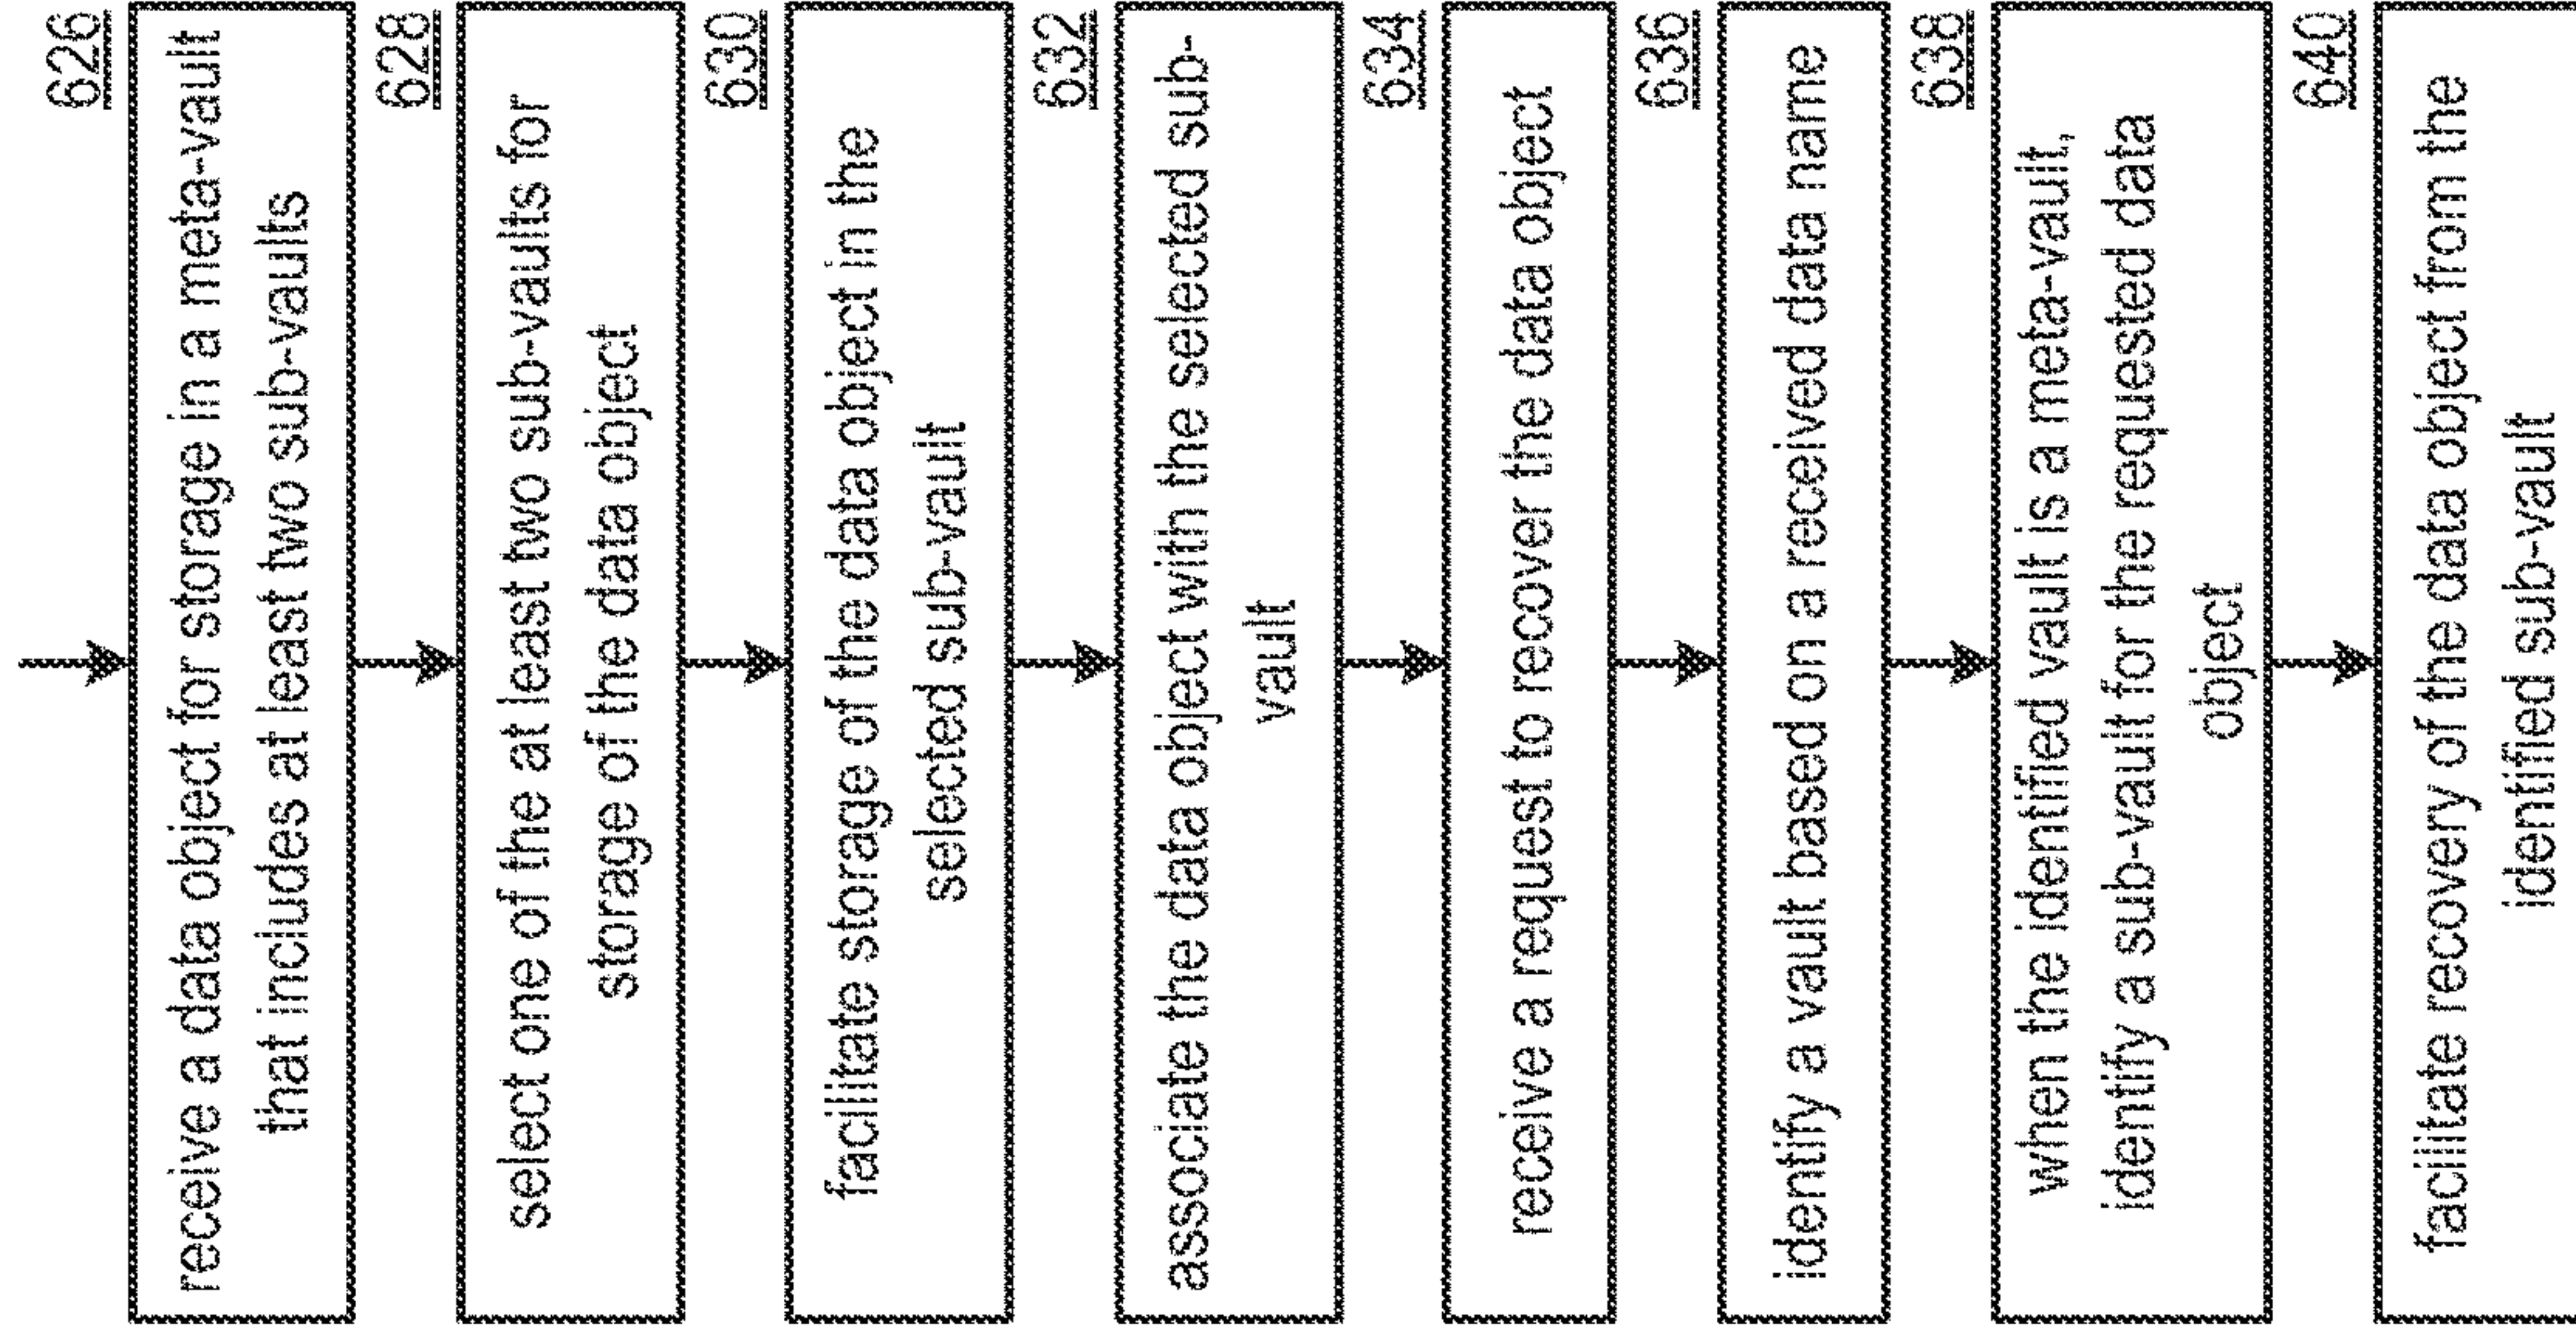 626
receive a data object for storage in a meta-vault
that includes at least two sub-vaults
628
select one of the at least two sub-vaults for
storage of the data object
630
facilitate storage of the data object in the
selected sub-vault
632
associate the data object with the selected sub-
vault
634
receive a request to recover the data object
636
identify a vault based on a received data name
638
when the identified vault is a meta-vault,
identify a sub-vault for the requested data
object
640
facilitate recovery of the data object from the
identified sub-vault